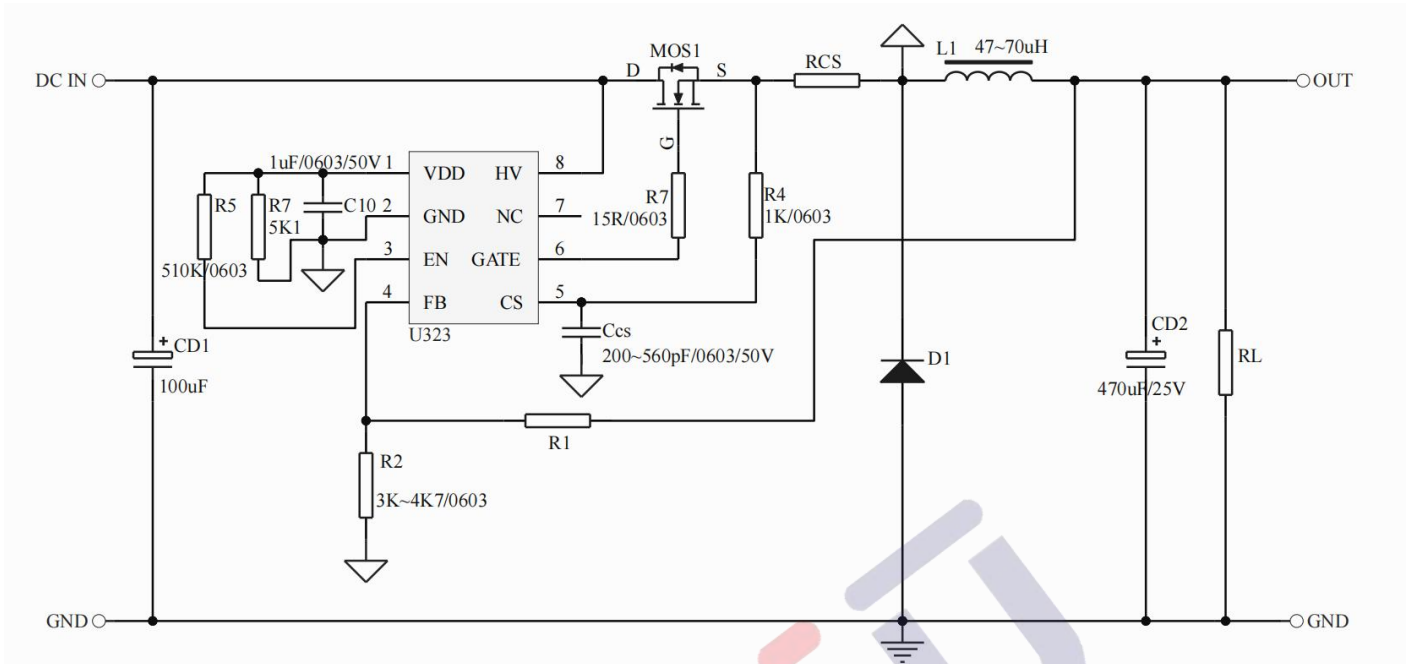 MOS1
L1 47~70uH
DC IN
D
S
RCS
OUT
G
1uF/0603/50V
1
VDD
HV
8
R5
R7
5K1
C10
2
GND
NC
7
R7
15R/0603
R4
1K/0603
510K/0603
3
EN
GATE
6
4
FB
CS
5
U323
Ccs
200~560pF/0603/50V
+
CD1
100uF
D1
CD2
+
470uF/25V
RL
R1
R2
3K~4K7/0603
GND
GND